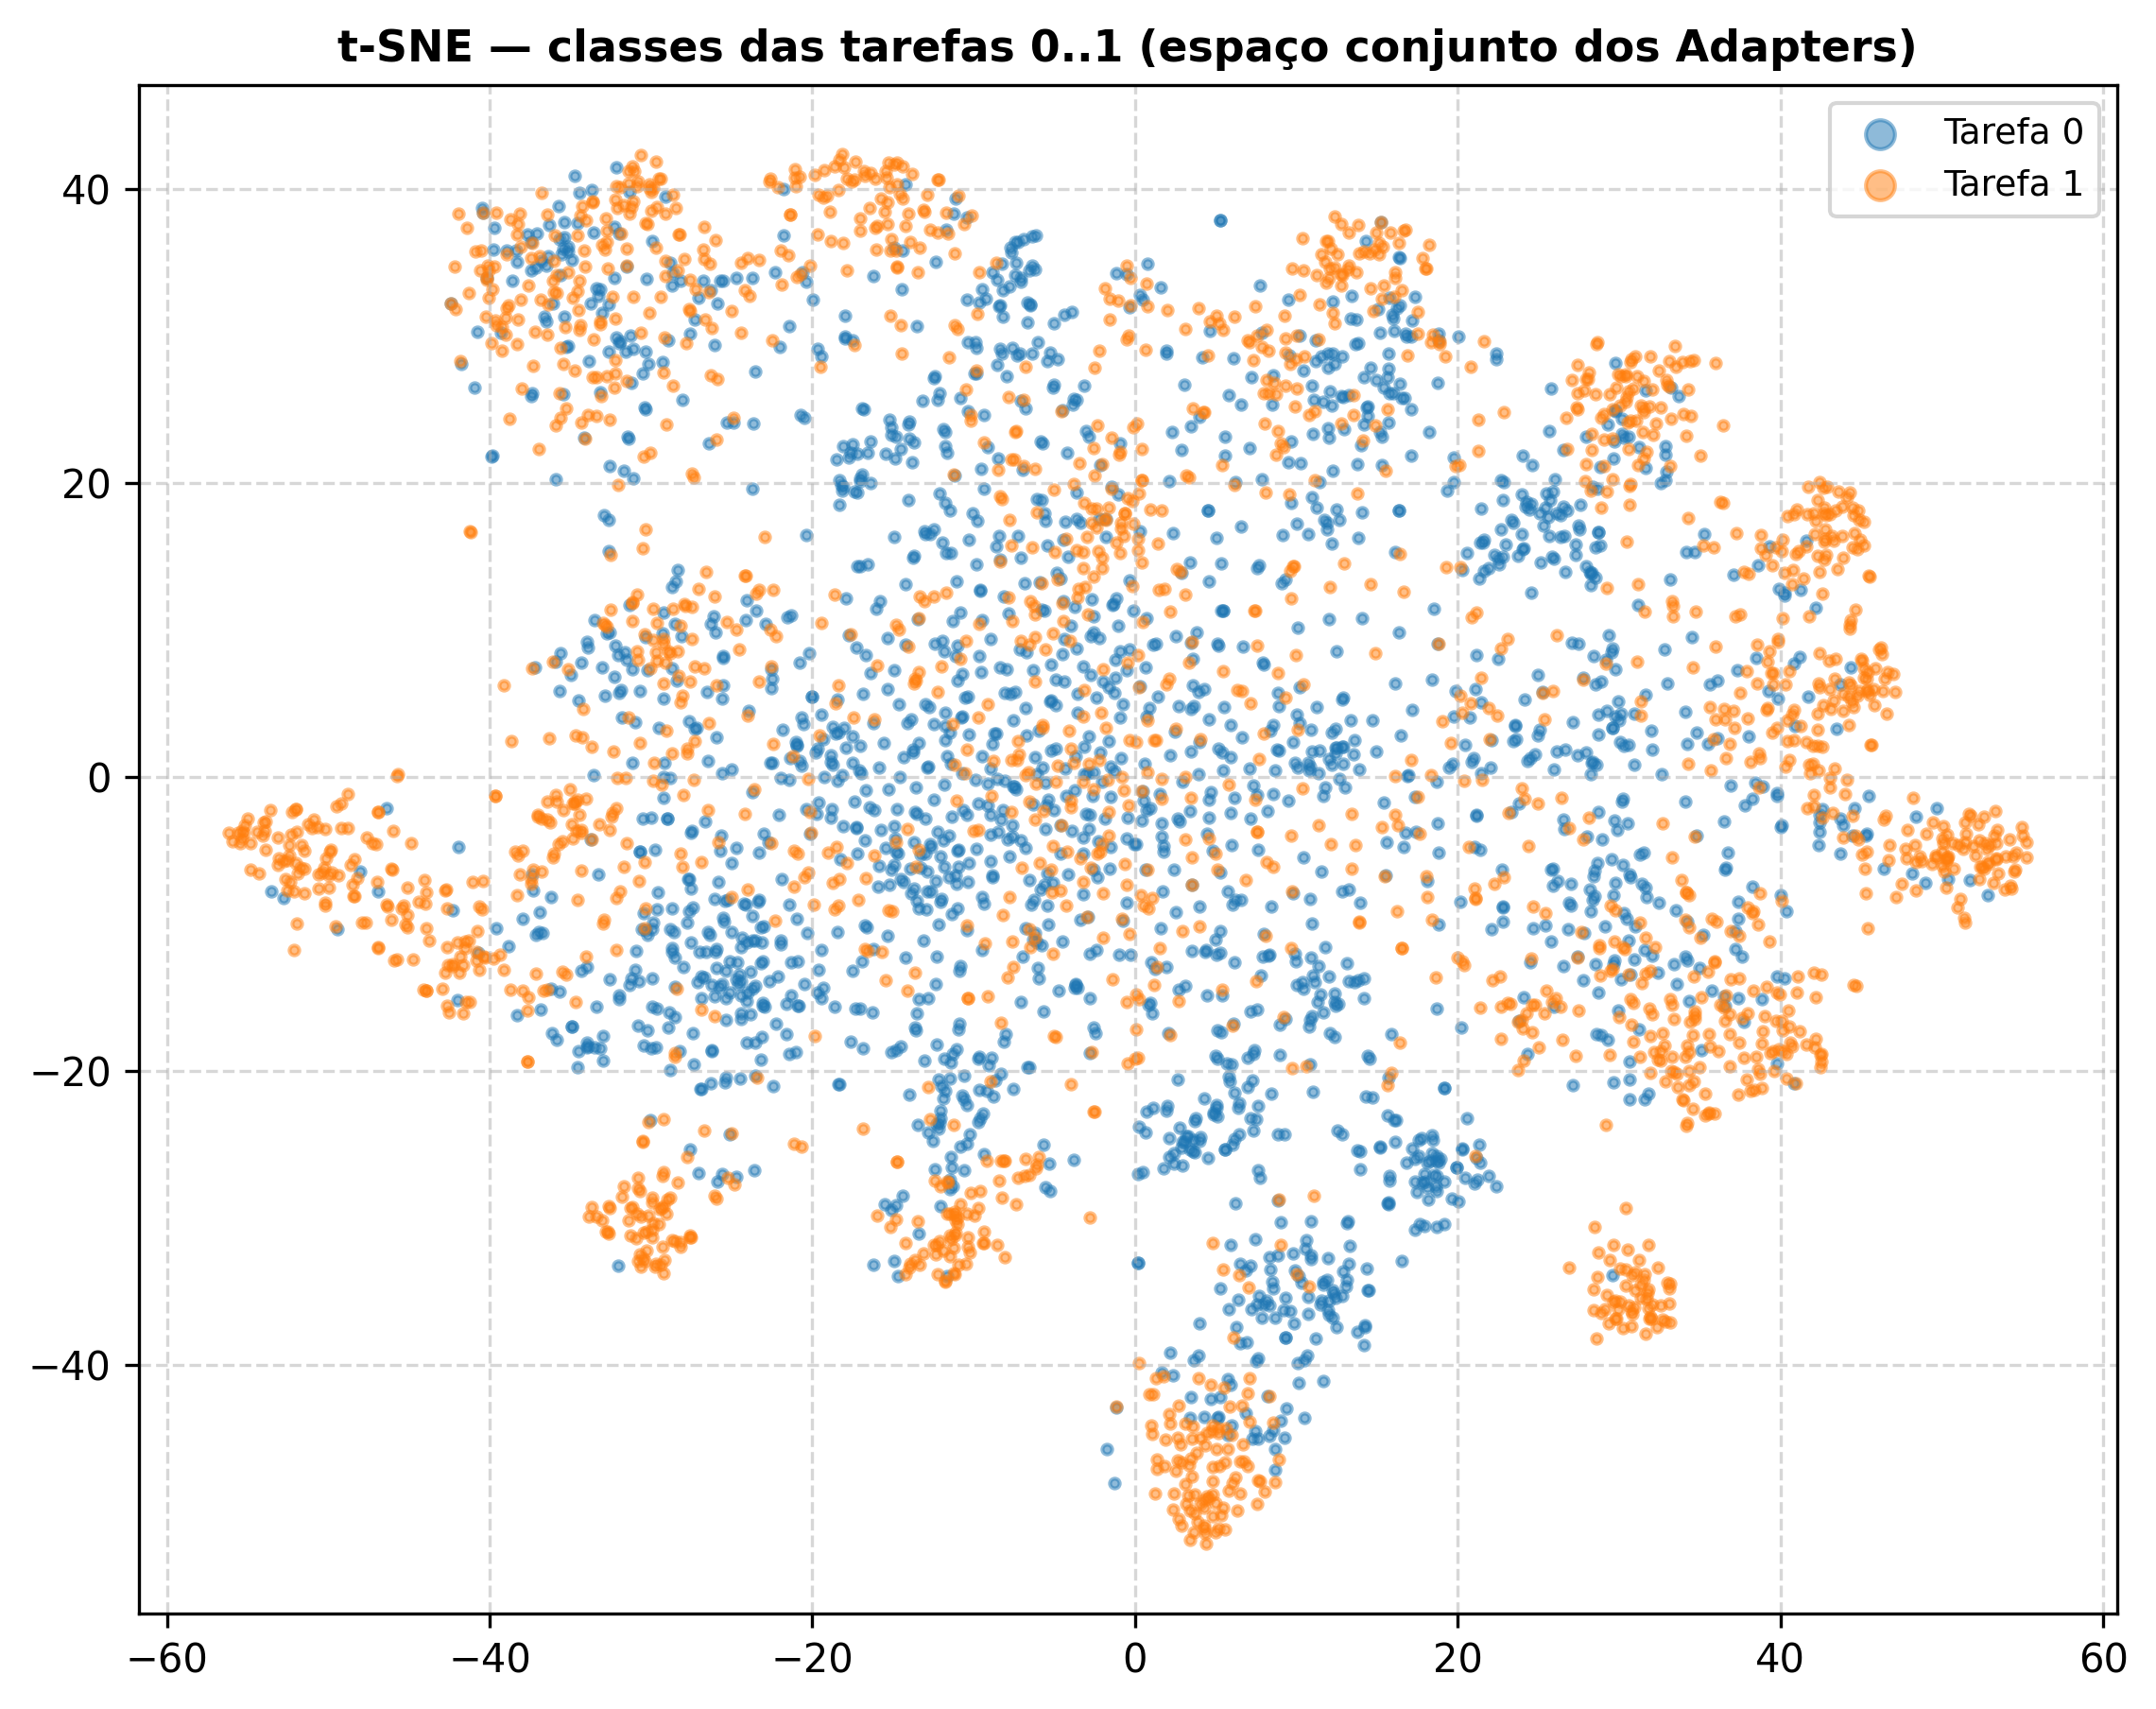 t-SNE — classes das tarefas 0..1 (espaço conjunto dos Adapters)
Tarefa 0
Tarefa 1
40
20
0
−20
−40
−60 −40 −20 0 20 40 60